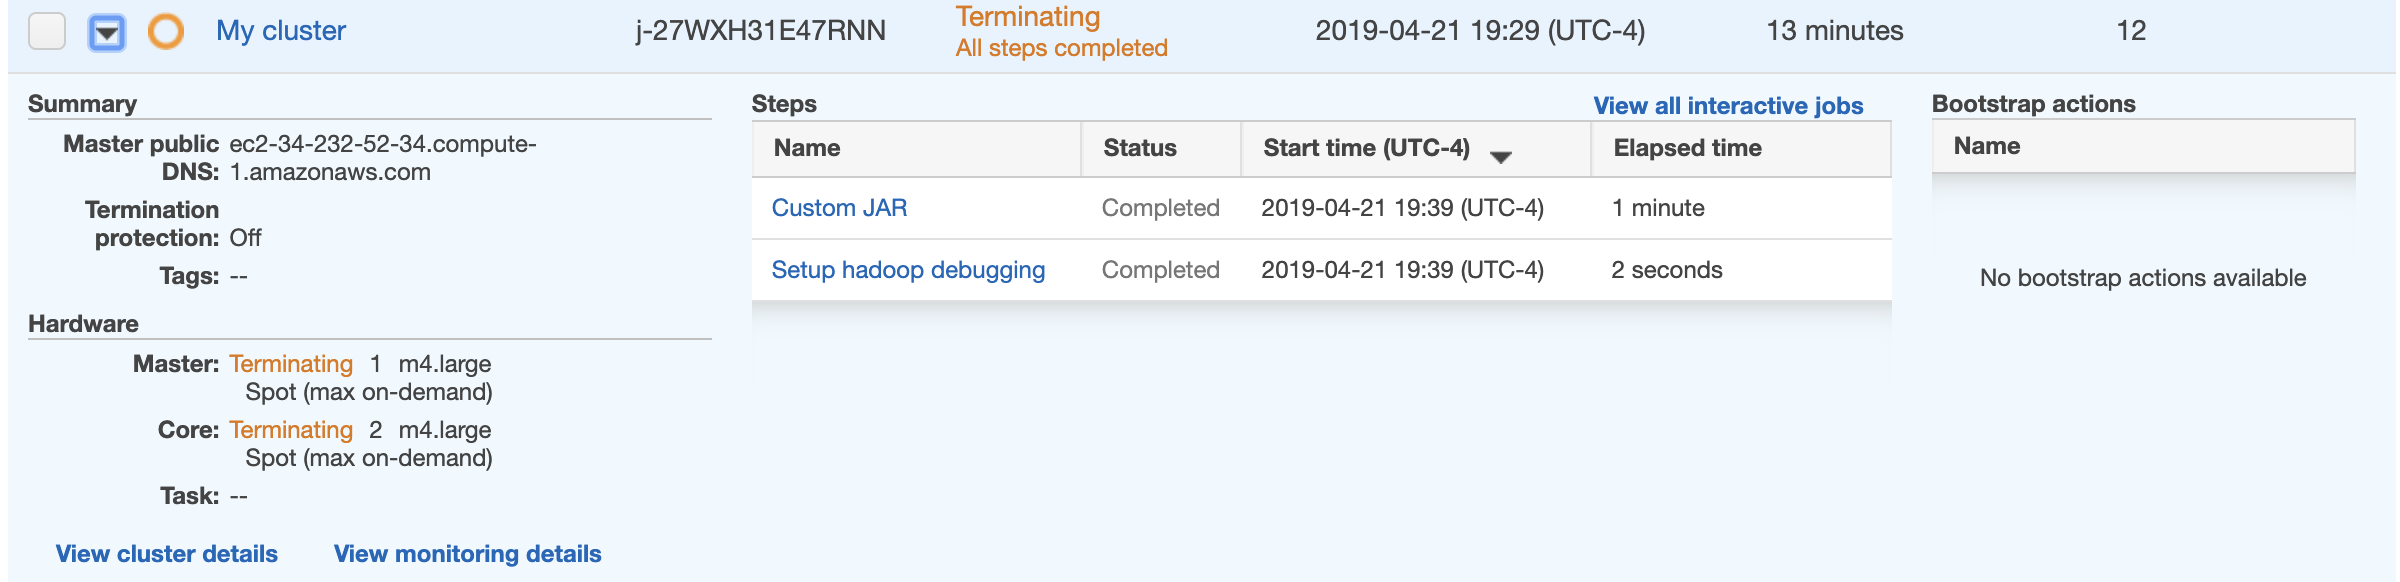 My cluster j-27WXH31E47RNN Terminating 2019-04-21 19:29 (UTC-4) 13 minutes 12
All steps completed
Summary
Master public DNS: ec2-34-232-52-34.compute-
1.amazonaws.com
Termination protection: Off
Tags: --
Hardware
Master: Terminating 1 m4.large
Spot (max on-demand)
Core: Terminating 2 m4.large
Spot (max on-demand)
Task: --
View cluster details View monitoring details
Steps View all interactive jobs
Name Status Start time (UTC-4) Elapsed time
Custom JAR Completed 2019-04-21 19:39 (UTC-4) 1 minute
Setup hadoop debugging Completed 2019-04-21 19:39 (UTC-4) 2 seconds
Bootstrap actions
Name
No bootstrap actions available